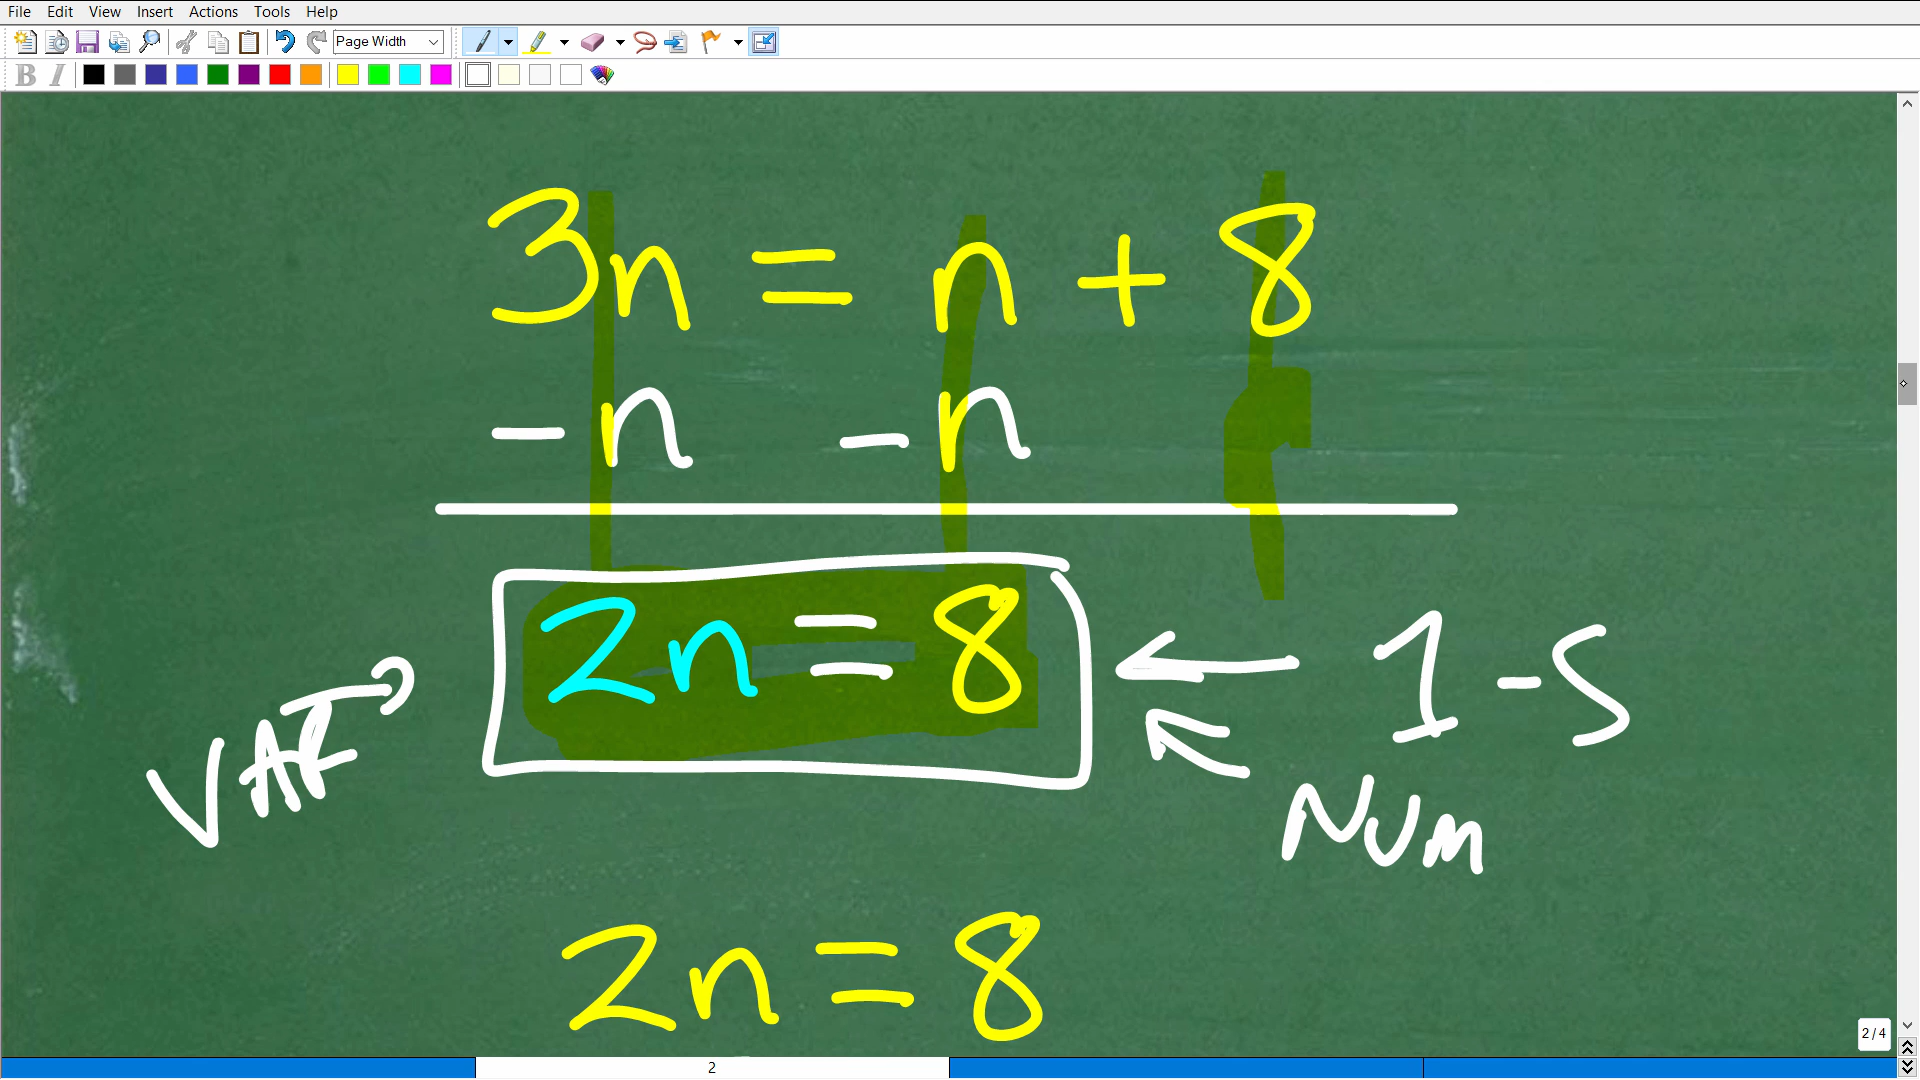 File Edit View Insert Actions Tools Help
Page Width
B I
3n = n + 8
- n - n
2n = 8
1 - S
VAR
NUM
2n = 8
2 / 4
2